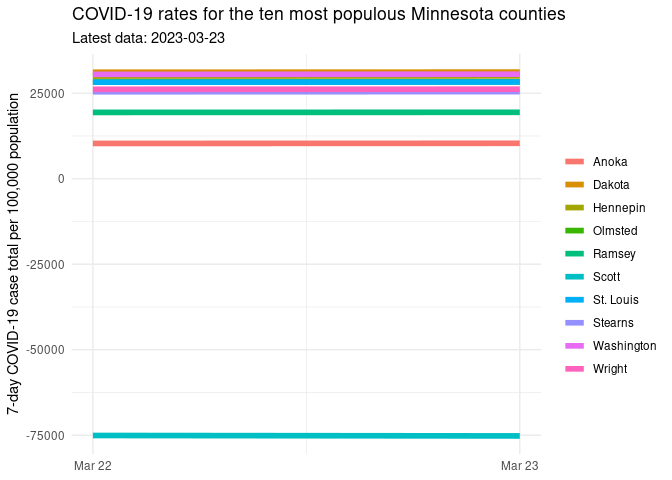 COVID-19 rates for the ten most populous Minnesota counties
Latest data: 2023-03-23
7-day COVID-19 case total per 100,000 population
25000
0
-25000
-50000
-75000
Mar 22
Mar 23
Anoka
Dakota
Hennepin
Olmsted
Ramsey
Scott
St. Louis
Stearns
Washington
Wright